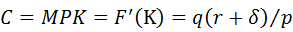 C = MPK = F′(K) = q(r + δ)/p